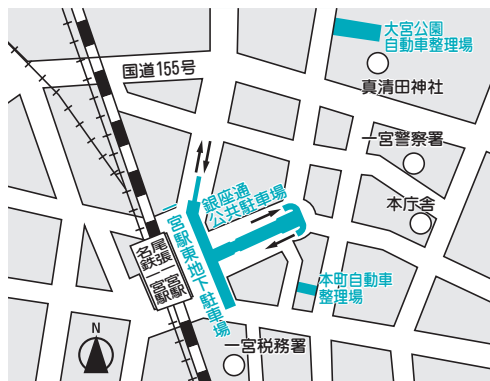 大宮公園
自動車整理場
国道155号
真清田神社
一宮警察署
本庁舎
銀座通
公共駐車場
一宮駅東地下駐車場
尾張一宮駅
名鉄一宮駅
本町自動車
整理場
一宮税務署
N